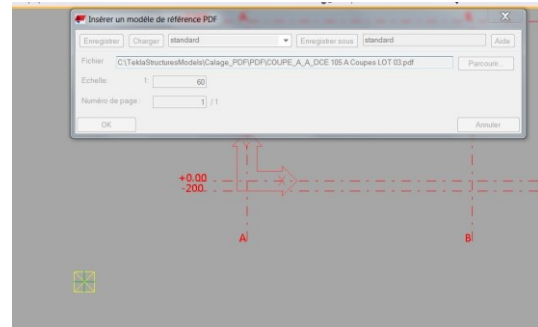 Insérer un modèle de référence PDF
Enregistrer Charger standard Enregistrer sous standard Aide
Fichier C:\TeklaStructuresModels\Calage_PDF\PDF\COUPE_A_A_DCE 105 A Coupes LOT 03.pdf Parcourir...
Echelle: 1: 60
Numéro de page : 1 / 1
OK Annuler
+0.00
-200
A B